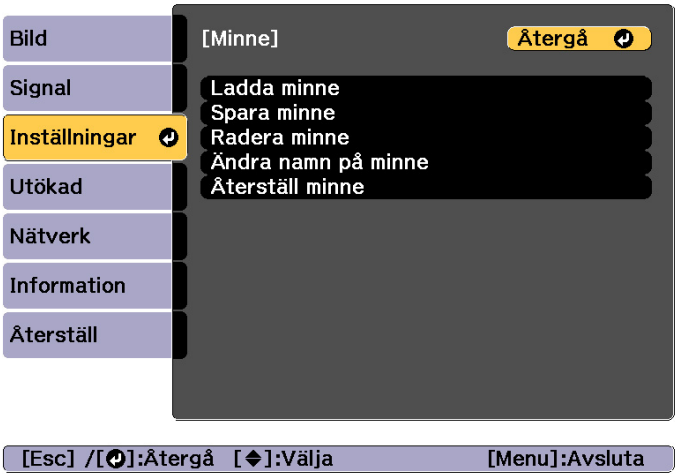 Bild
Signal
Inställningar
Utökad
Nätverk
Information
Återställ
[Minne]
Återgå
Ladda minne
Spara minne
Radera minne
Ändra namn på minne
Återställ minne
[Esc] /[ ]:Återgå [ ]:Välja [Menu]:Avsluta